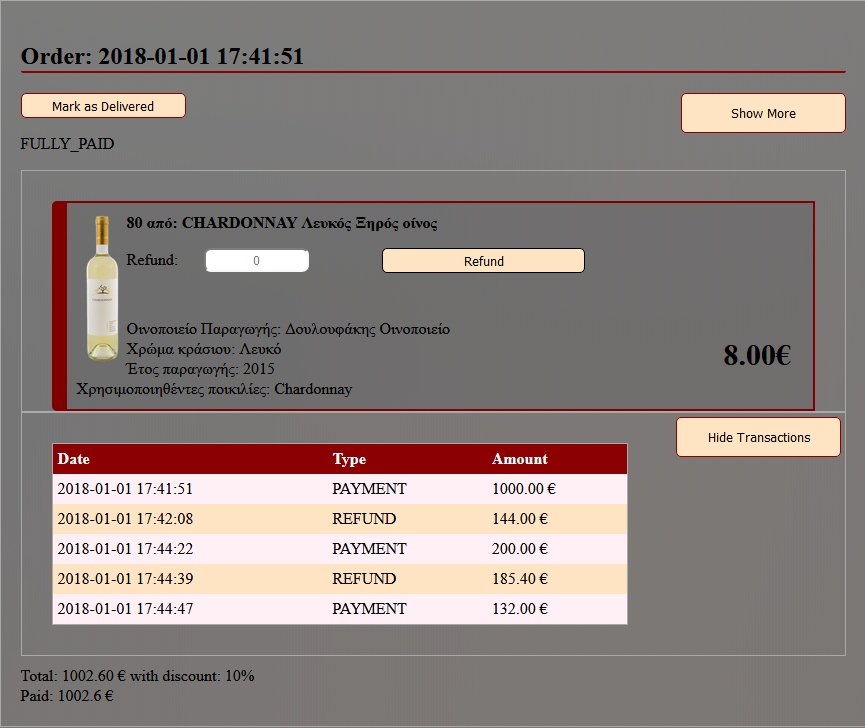 Order: 2018-01-01 17:41:51
Mark as Delivered
Show More
FULLY_PAID
80 από: CHARDONNAY Λευκός Ξηρός οίνος
Refund: 0 Refund
Οινοποιείο Παραγωγής: Δουλουφάκης Οινοποιείο
Χρώμα κράσιου: Λευκό
8.00€
Έτος παραγωγής: 2015
Χρησιμοποιηθέντες ποικιλίες: Chardonnay
Hide Transactions
Date Type Amount
2018-01-01 17:41:51 PAYMENT 1000.00 €
2018-01-01 17:42:08 REFUND 144.00 €
2018-01-01 17:44:22 PAYMENT 200.00 €
2018-01-01 17:44:39 REFUND 185.40 €
2018-01-01 17:44:47 PAYMENT 132.00 €
Total: 1002.60 € with discount: 10%
Paid: 1002.6 €